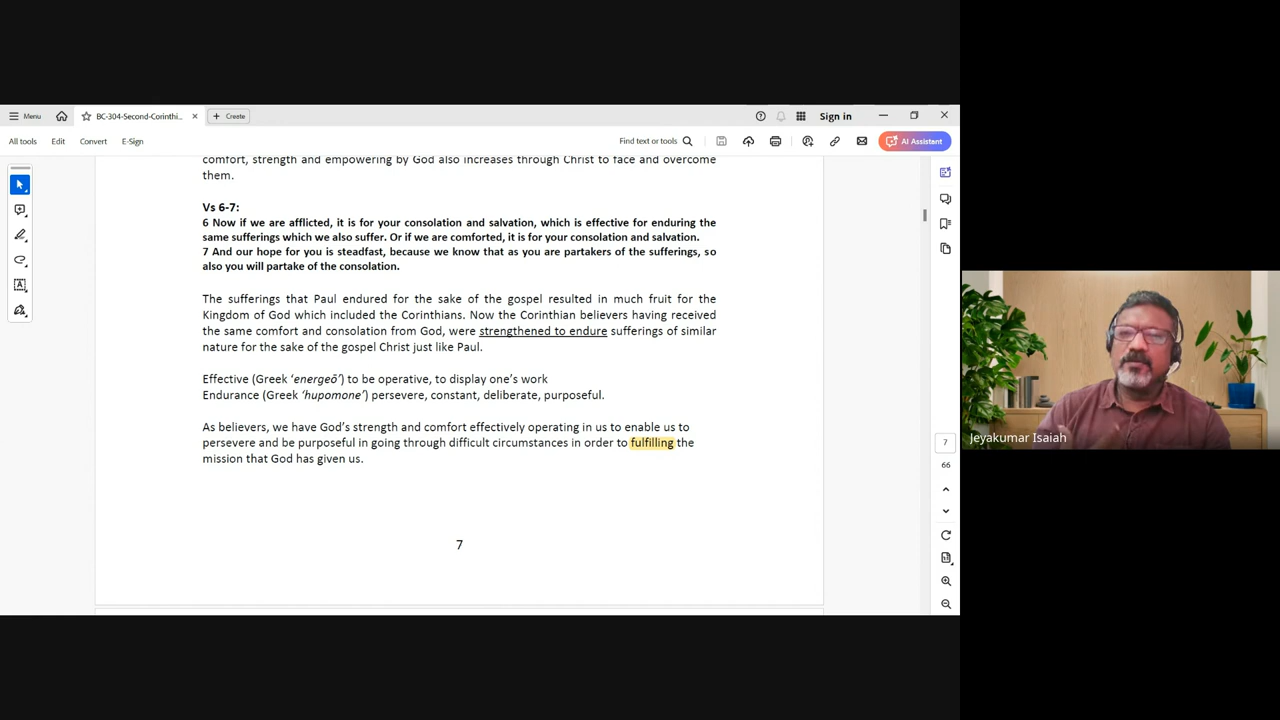 Menu
BC-304-Second-Corinthi...
Create
Sign in
All tools
Edit
Convert
E-Sign
Find text or tools
AI Assistant
comfort, strength and empowering by God also increases through Christ to face and overcome
them.
Vs 6-7:
6 Now if we are afflicted, it is for your consolation and salvation, which is effective for enduring the
same sufferings which we also suffer. Or if we are comforted, it is for your consolation and salvation.
7 And our hope for you is steadfast, because we know that as you are partakers of the sufferings, so
also you will partake of the consolation.
The sufferings that Paul endured for the sake of the gospel resulted in much fruit for the
Kingdom of God which included the Corinthians. Now the Corinthian believers having received
the same comfort and consolation from God, were strengthened to endure sufferings of similar
nature for the sake of the gospel Christ just like Paul.
Effective (Greek ‘energeō’) to be operative, to display one’s work
Endurance (Greek ‘hupomone’) persevere, constant, deliberate, purposeful.
As believers, we have God’s strength and comfort effectively operating in us to enable us to
persevere and be purposeful in going through difficult circumstances in order to fulfilling the
mission that God has given us.
7
7
66
Jeyakumar Isaiah